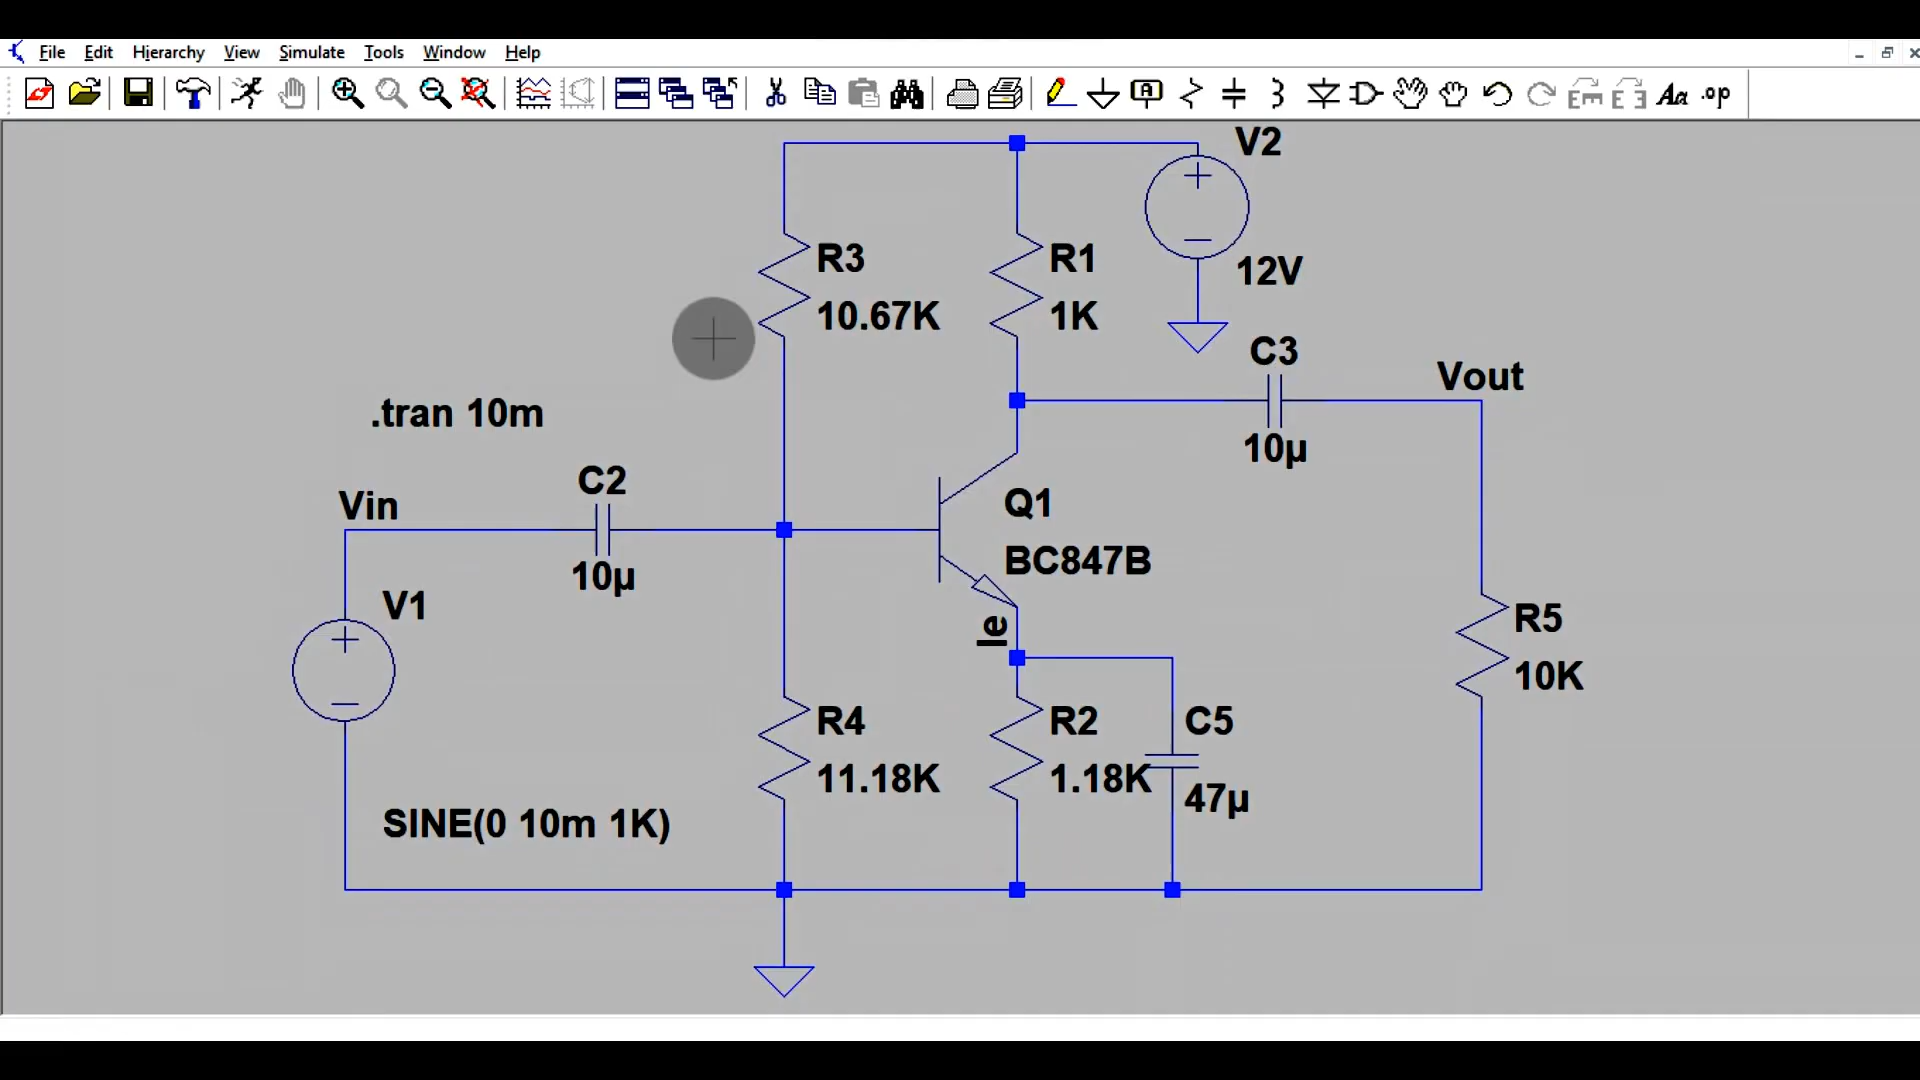 File Edit Hierarchy View Simulate Tools Window Help
A Aa .op
V2
12V
R3
10.67K
R1
1K
C3
10µ
Vout
.tran 10m
Vin
C2
10µ
Q1
BC847B
V1
Ie
R5
10K
R4
11.18K
R2
1.18K
C5
47µ
SINE(0 10m 1K)